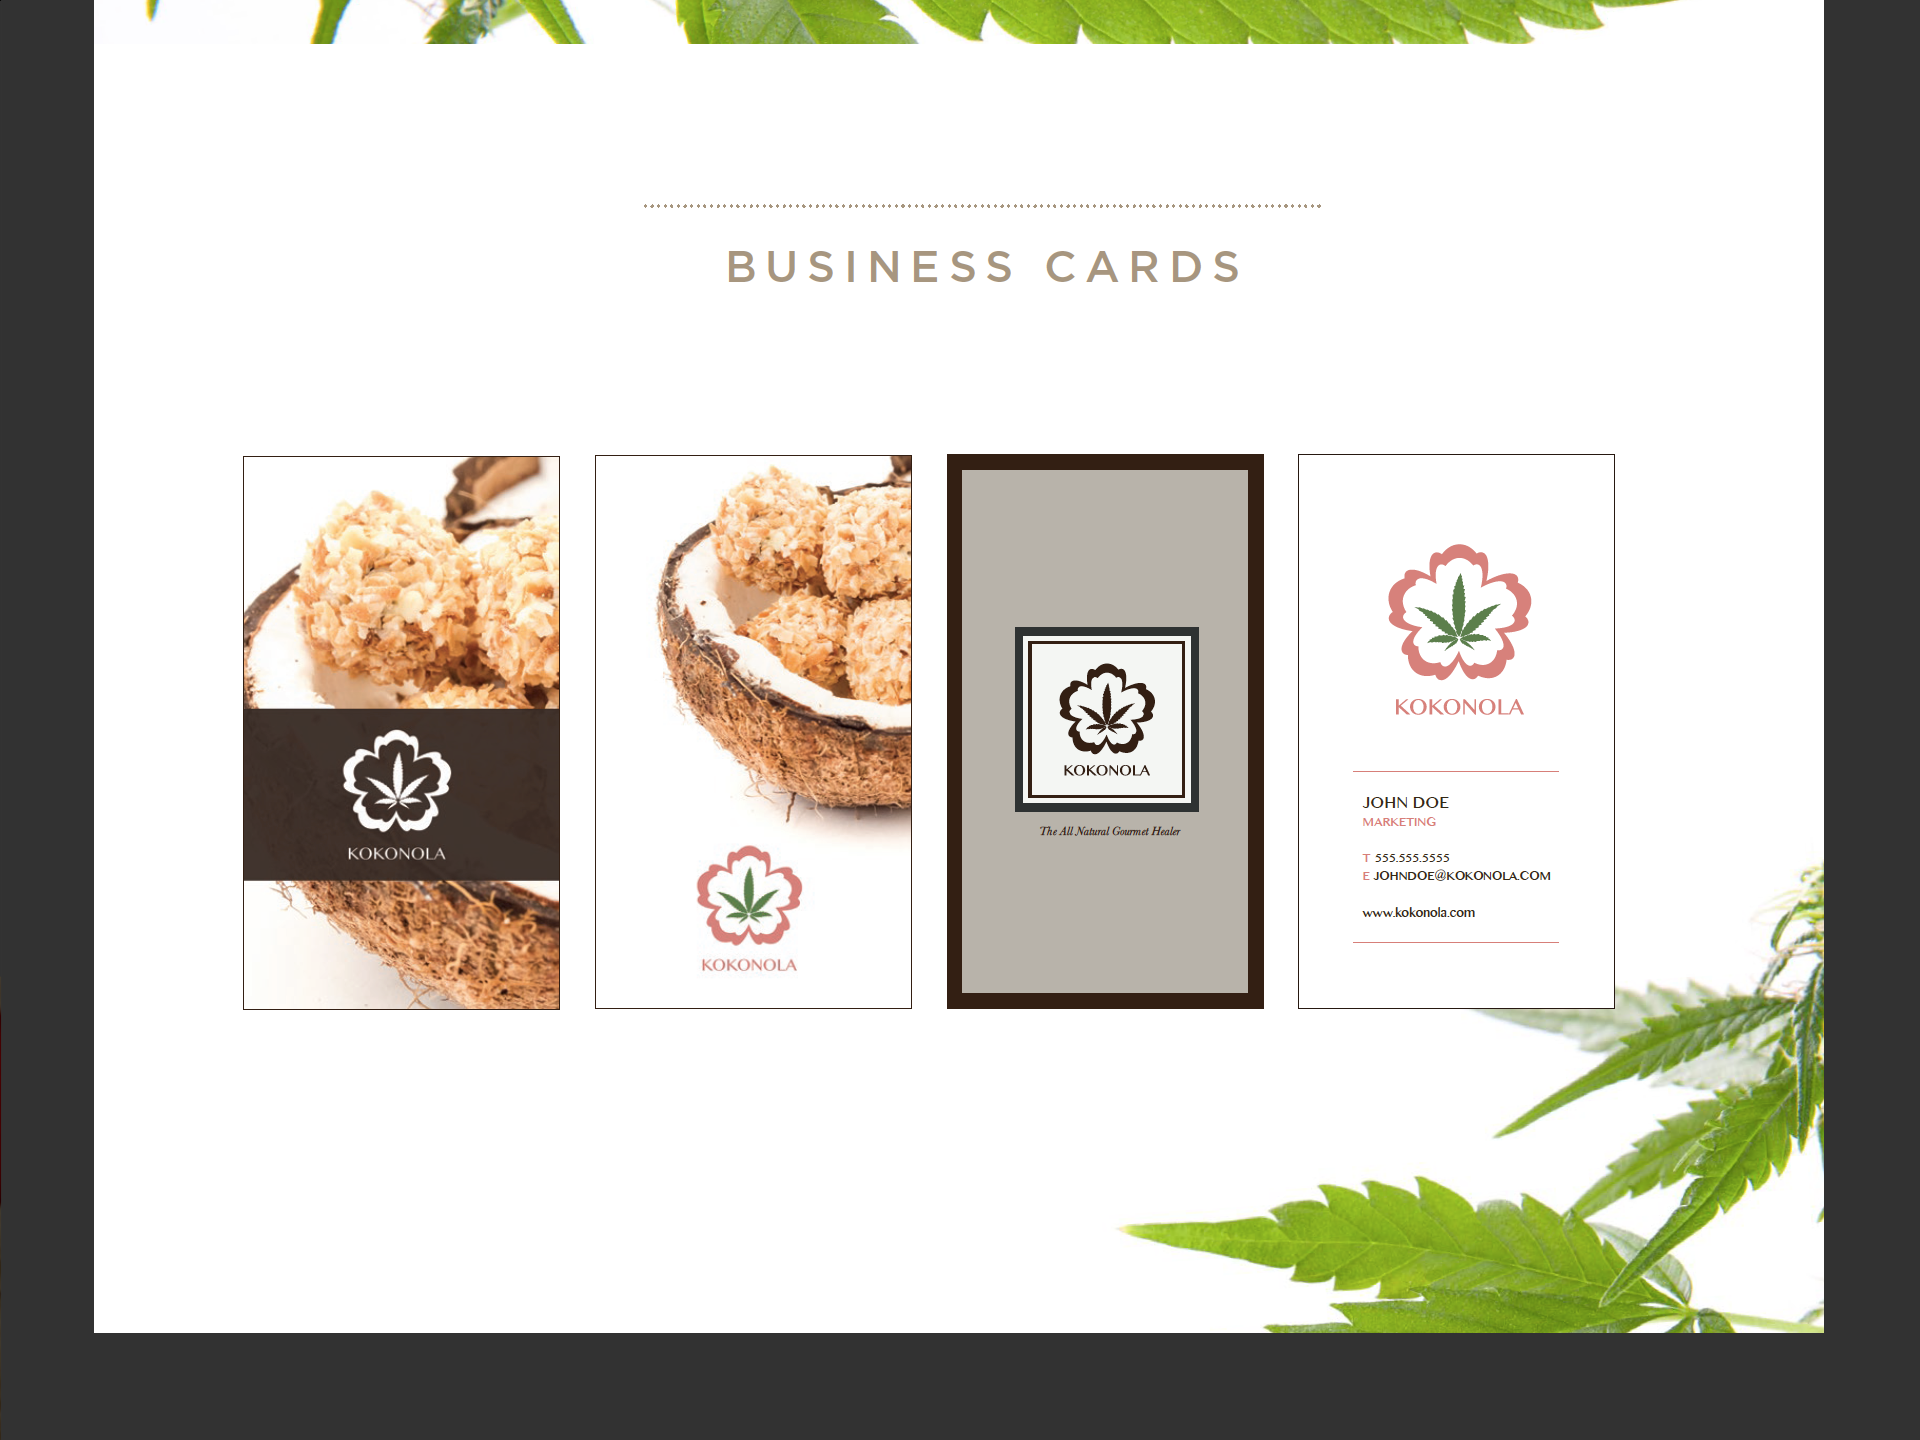 BUSINESS CARDS
KOKONOLA
KOKONOLA
KOKONOLA
The All Natural Gourmet Healer
KOKONOLA
JOHN DOE
MARKETING
T 555.555.5555
E JOHNDOE@KOKONOLA.COM
www.kokonola.com